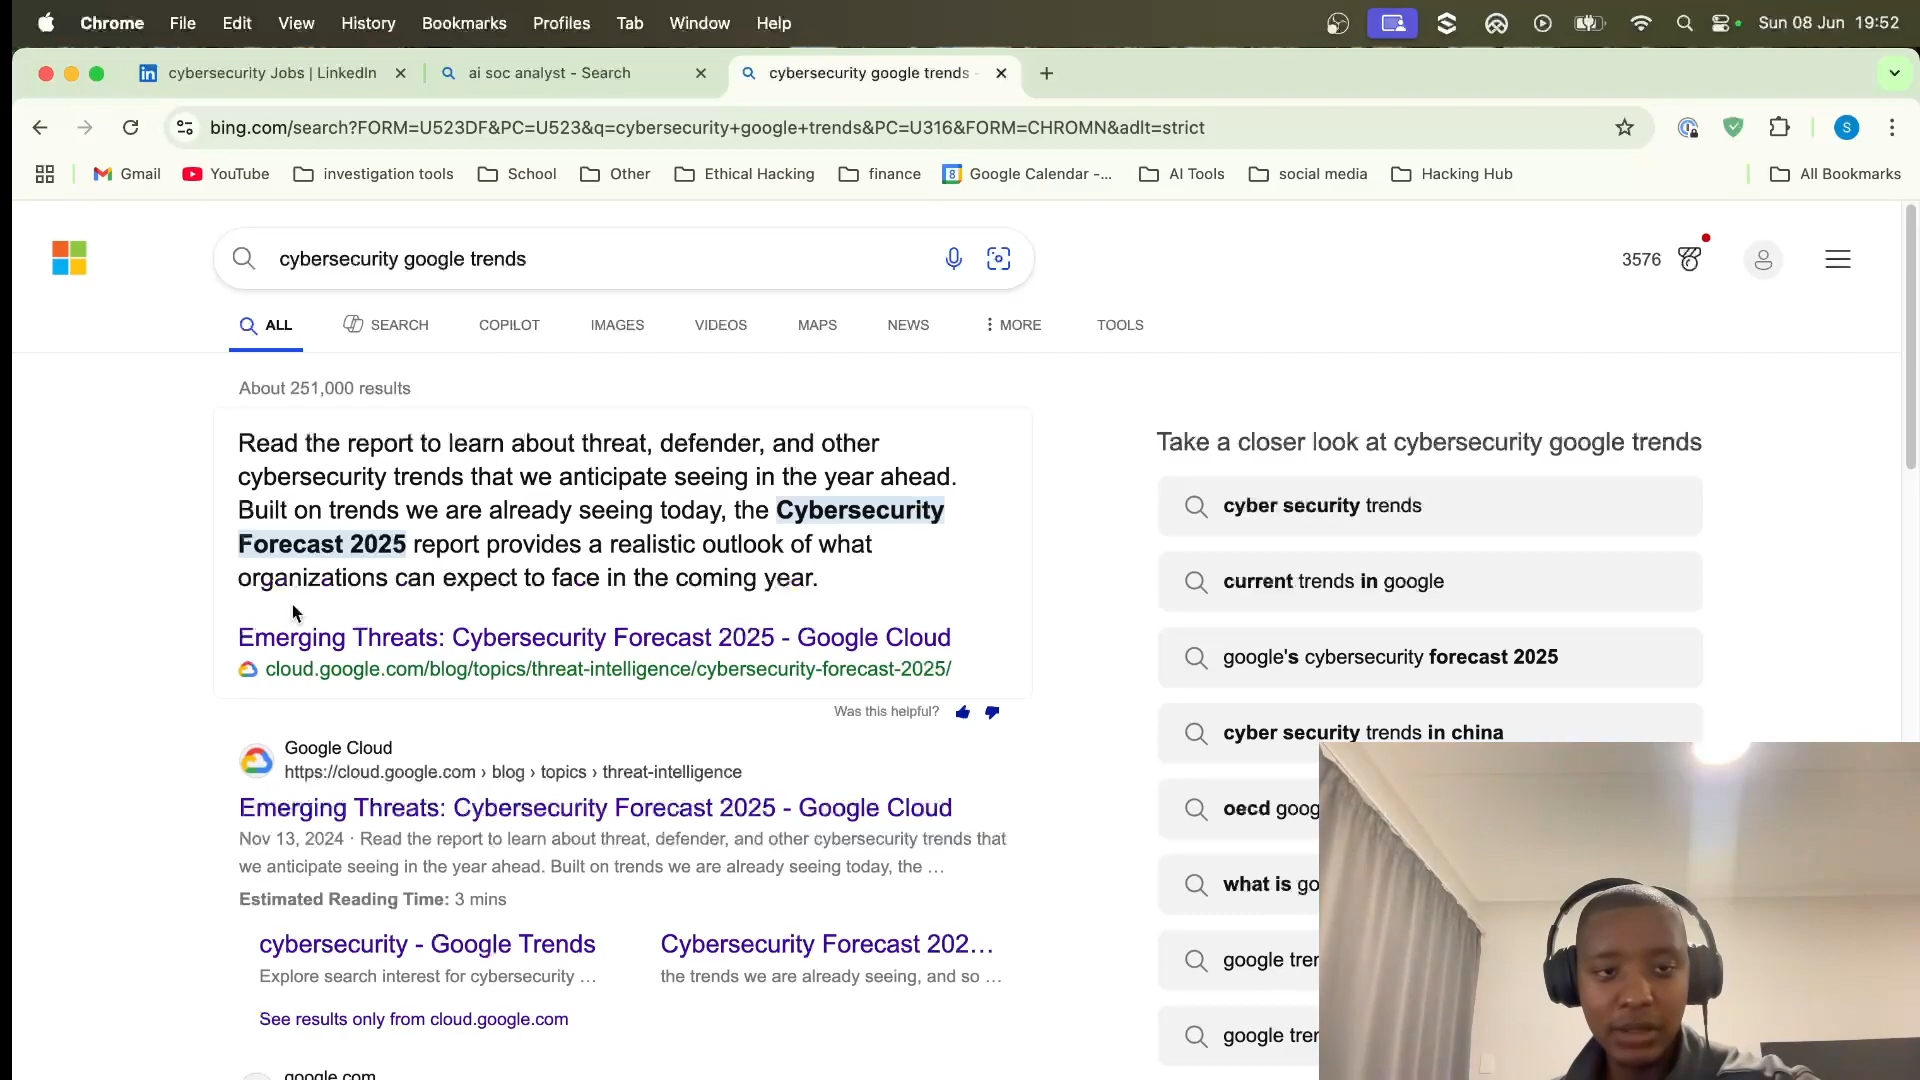 Chrome File Edit View History Bookmarks Profiles Tab Window Help Sun 08 Jun 19:52
cybersecurity Jobs | LinkedIn ai soc analyst - Search cybersecurity google trends -
bing.com/search?FORM=U523DF&PC=U523&q=cybersecurity+google+trends&PC=U316&FORM=CHROMN&adlt=strict S
Gmail YouTube investigation tools School Other Ethical Hacking finance 8 Google Calendar -... AI Tools social media Hacking Hub All Bookmarks
cybersecurity google trends 3576
ALL SEARCH COPILOT IMAGES VIDEOS MAPS NEWS MORE TOOLS
About 251,000 results
Read the report to learn about threat, defender, and other
cybersecurity trends that we anticipate seeing in the year ahead.
Built on trends we are already seeing today, the Cybersecurity
Forecast 2025 report provides a realistic outlook of what
organizations can expect to face in the coming year.
Emerging Threats: Cybersecurity Forecast 2025 - Google Cloud
cloud.google.com/blog/topics/threat-intelligence/cybersecurity-forecast-2025/
Was this helpful?
Google Cloud
https://cloud.google.com › blog › topics › threat-intelligence
Emerging Threats: Cybersecurity Forecast 2025 - Google Cloud
Nov 13, 2024 · Read the report to learn about threat, defender, and other cybersecurity trends that
we anticipate seeing in the year ahead. Built on trends we are already seeing today, the ...
Estimated Reading Time: 3 mins
cybersecurity - Google Trends
Explore search interest for cybersecurity ...
Cybersecurity Forecast 202...
the trends we are already seeing, and so ...
See results only from cloud.google.com
google.com
Take a closer look at cybersecurity google trends
cyber security trends
current trends in google
google's cybersecurity forecast 2025
cyber security trends in china
oecd goog
what is go
google tren
google tren